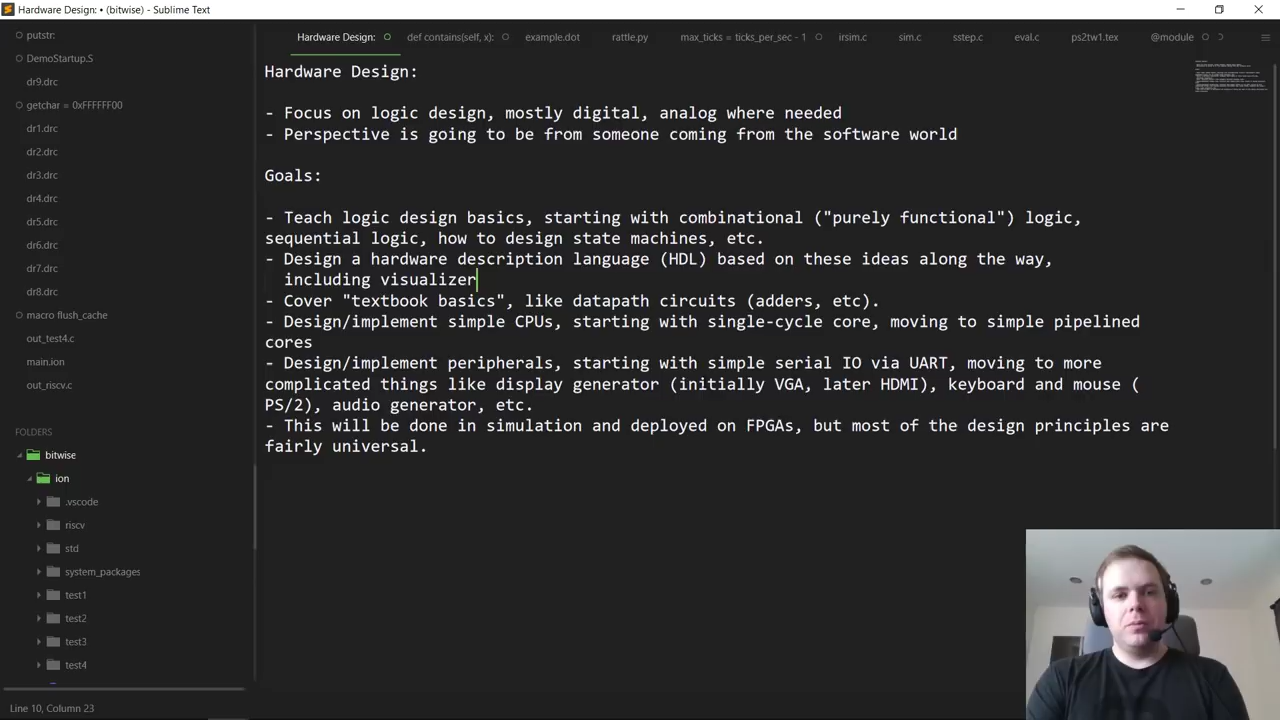 Hardware Design: • (bitwise) - Sublime Text
putstr:
DemoStartup.S
dr9.drc
getchar = 0xFFFFFF00
dr1.drc
dr2.drc
dr3.drc
dr4.drc
dr5.drc
dr6.drc
dr7.drc
dr8.drc
macro flush_cache
out_test4.c
main.ion
out_riscv.c
FOLDERS
bitwise
ion
.vscode
riscv
std
system_packages
test1
test2
test3
test4
Hardware Design:
def contains(self, x):
example.dot
rattle.py
max_ticks = ticks_per_sec - 1
irsim.c
sim.c
sstep.c
eval.c
ps2tw1.tex
@module
Hardware Design:
- Focus on logic design, mostly digital, analog where needed
- Perspective is going to be from someone coming from the software world
Goals:
- Teach logic design basics, starting with combinational ("purely functional") logic,
sequential logic, how to design state machines, etc.
- Design a hardware description language (HDL) based on these ideas along the way,
including visualizer
- Cover "textbook basics", like datapath circuits (adders, etc).
- Design/implement simple CPUs, starting with single-cycle core, moving to simple pipelined
cores
- Design/implement peripherals, starting with simple serial IO via UART, moving to more
complicated things like display generator (initially VGA, later HDMI), keyboard and mouse (
PS/2), audio generator, etc.
- This will be done in simulation and deployed on FPGAs, but most of the design principles are
fairly universal.
Line 10, Column 23